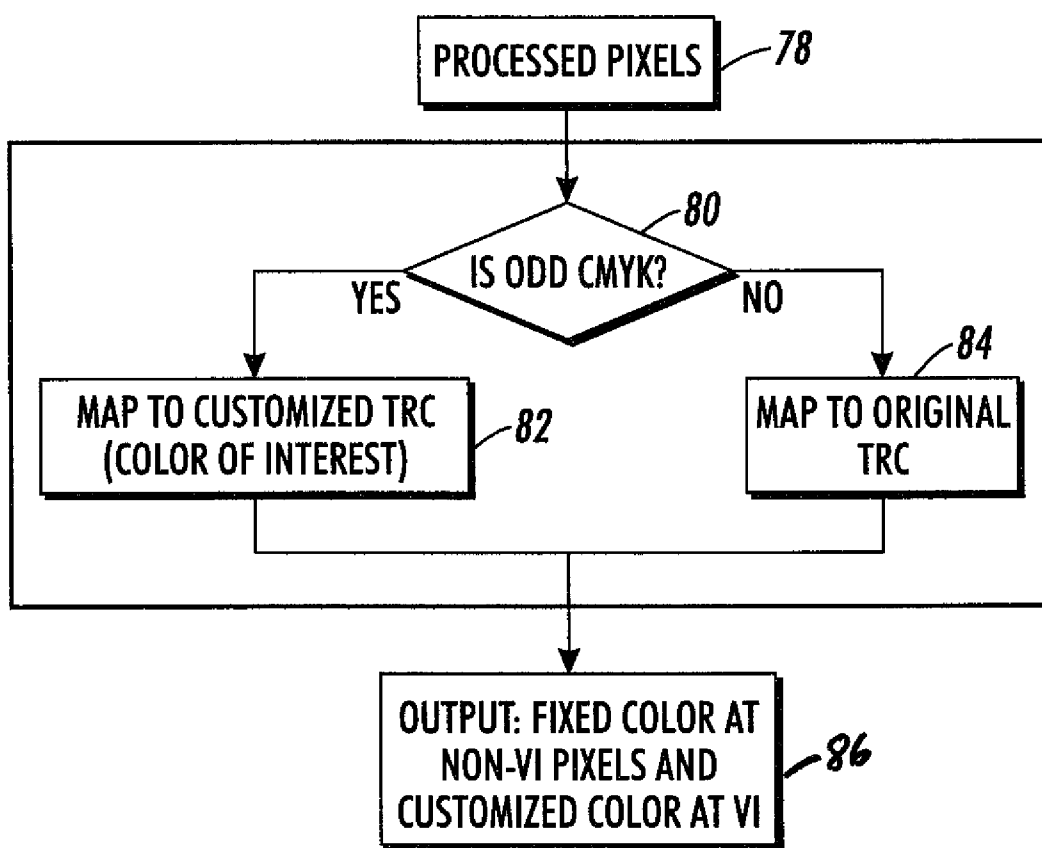 PROCESSED PIXELS
78
80
IS ODD CMYK?
YES
NO
84
MAP TO CUSTOMIZED TRC
(COLOR OF INTEREST)
82
MAP TO ORIGINAL
TRC
OUTPUT: FIXED COLOR AT
NON-VI PIXELS AND
CUSTOMIZED COLOR AT VI
86